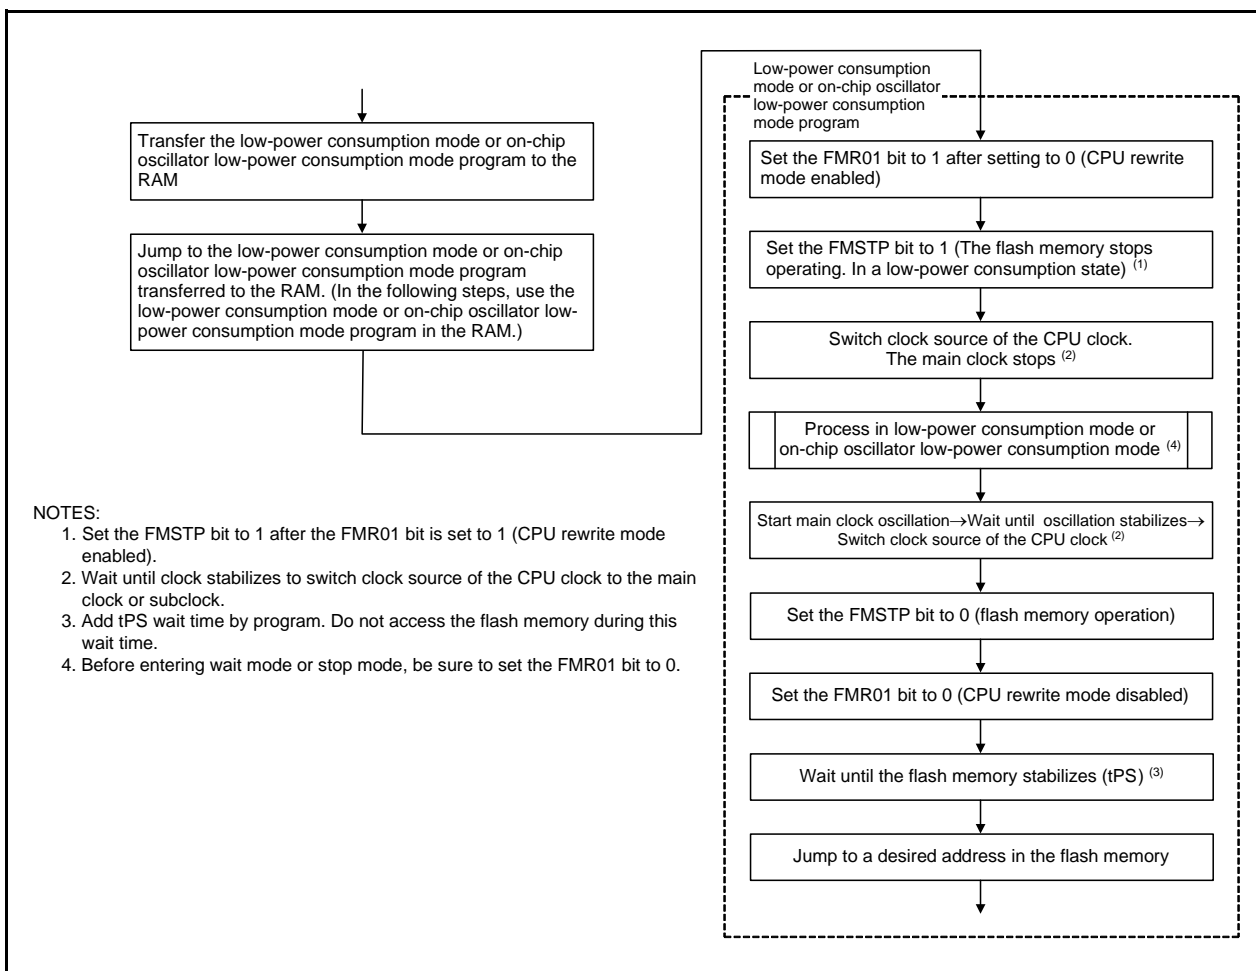 Transfer the low-power consumption mode or on-chip
oscillator low-power consumption mode program to the
RAM
Jump to the low-power consumption mode or on-chip
oscillator low-power consumption mode program
transferred to the RAM. (In the following steps, use the
low-power consumption mode or on-chip oscillator low-
power consumption mode program in the RAM.)
Low-power consumption
mode or on-chip oscillator
low-power consumption
mode program
Set the FMR01 bit to 1 after setting to 0 (CPU rewrite
mode enabled)
Set the FMSTP bit to 1 (The flash memory stops
operating. In a low-power consumption state) (1)
Switch clock source of the CPU clock.
The main clock stops (2)
Process in low-power consumption mode or
on-chip oscillator low-power consumption mode (4)
Start main clock oscillation→Wait until oscillation stabilizes→
Switch clock source of the CPU clock (2)
Set the FMSTP bit to 0 (flash memory operation)
Set the FMR01 bit to 0 (CPU rewrite mode disabled)
Wait until the flash memory stabilizes (tPS) (3)
Jump to a desired address in the flash memory
NOTES:
1. Set the FMSTP bit to 1 after the FMR01 bit is set to 1 (CPU rewrite mode
enabled).
2. Wait until clock stabilizes to switch clock source of the CPU clock to the main
clock or subclock.
3. Add tPS wait time by program. Do not access the flash memory during this
wait time.
4. Before entering wait mode or stop mode, be sure to set the FMR01 bit to 0.